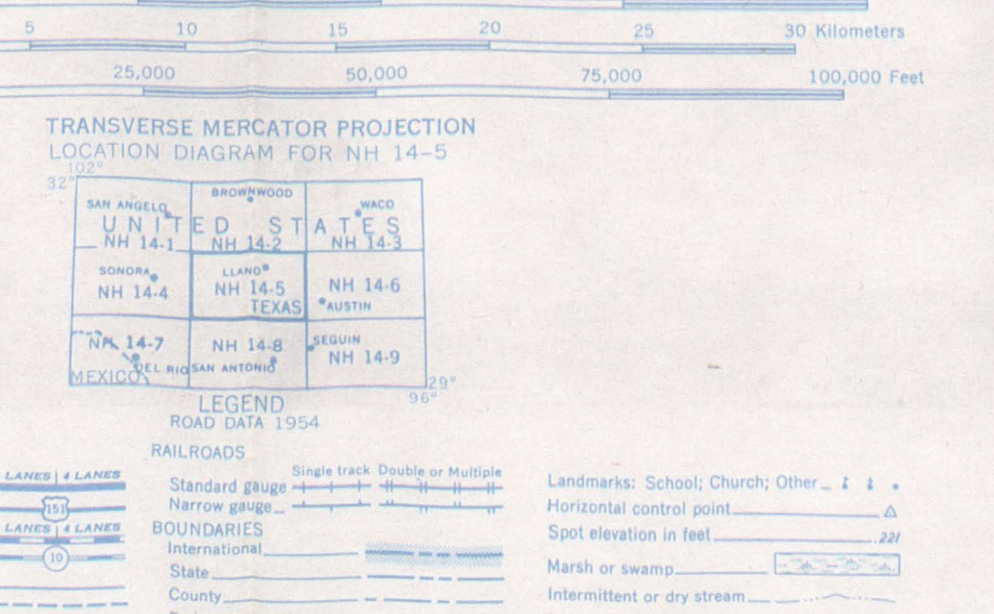 5 10 15 20 25 30 Kilometers
25,000 50,000 75,000 100,000 Feet
TRANSVERSE MERCATOR PROJECTION
LOCATION DIAGRAM FOR NH 14-5
102°
32°
SAN ANGELO BROWNWOOD WACO
UNITED STATES
NH 14-1 NH 14-2 NH 14-3
SONORA LLANO
NH 14-4 NH 14-5 NH 14-6
TEXAS AUSTIN
NH 14-7 NH 14-8 SEGUIN
NH 14-9
DEL RIO SAN ANTONIO
MEXICO 29°
96°
LEGEND
ROAD DATA 1954
RAILROADS
LANES 4 LANES Single track Double or Multiple
Standard gauge
151 Narrow gauge
LANES 4 LANES BOUNDARIES
10 International
State
County
Landmarks: School; Church; Other
Horizontal control point
Spot elevation in feet .221
Marsh or swamp
Intermittent or dry stream